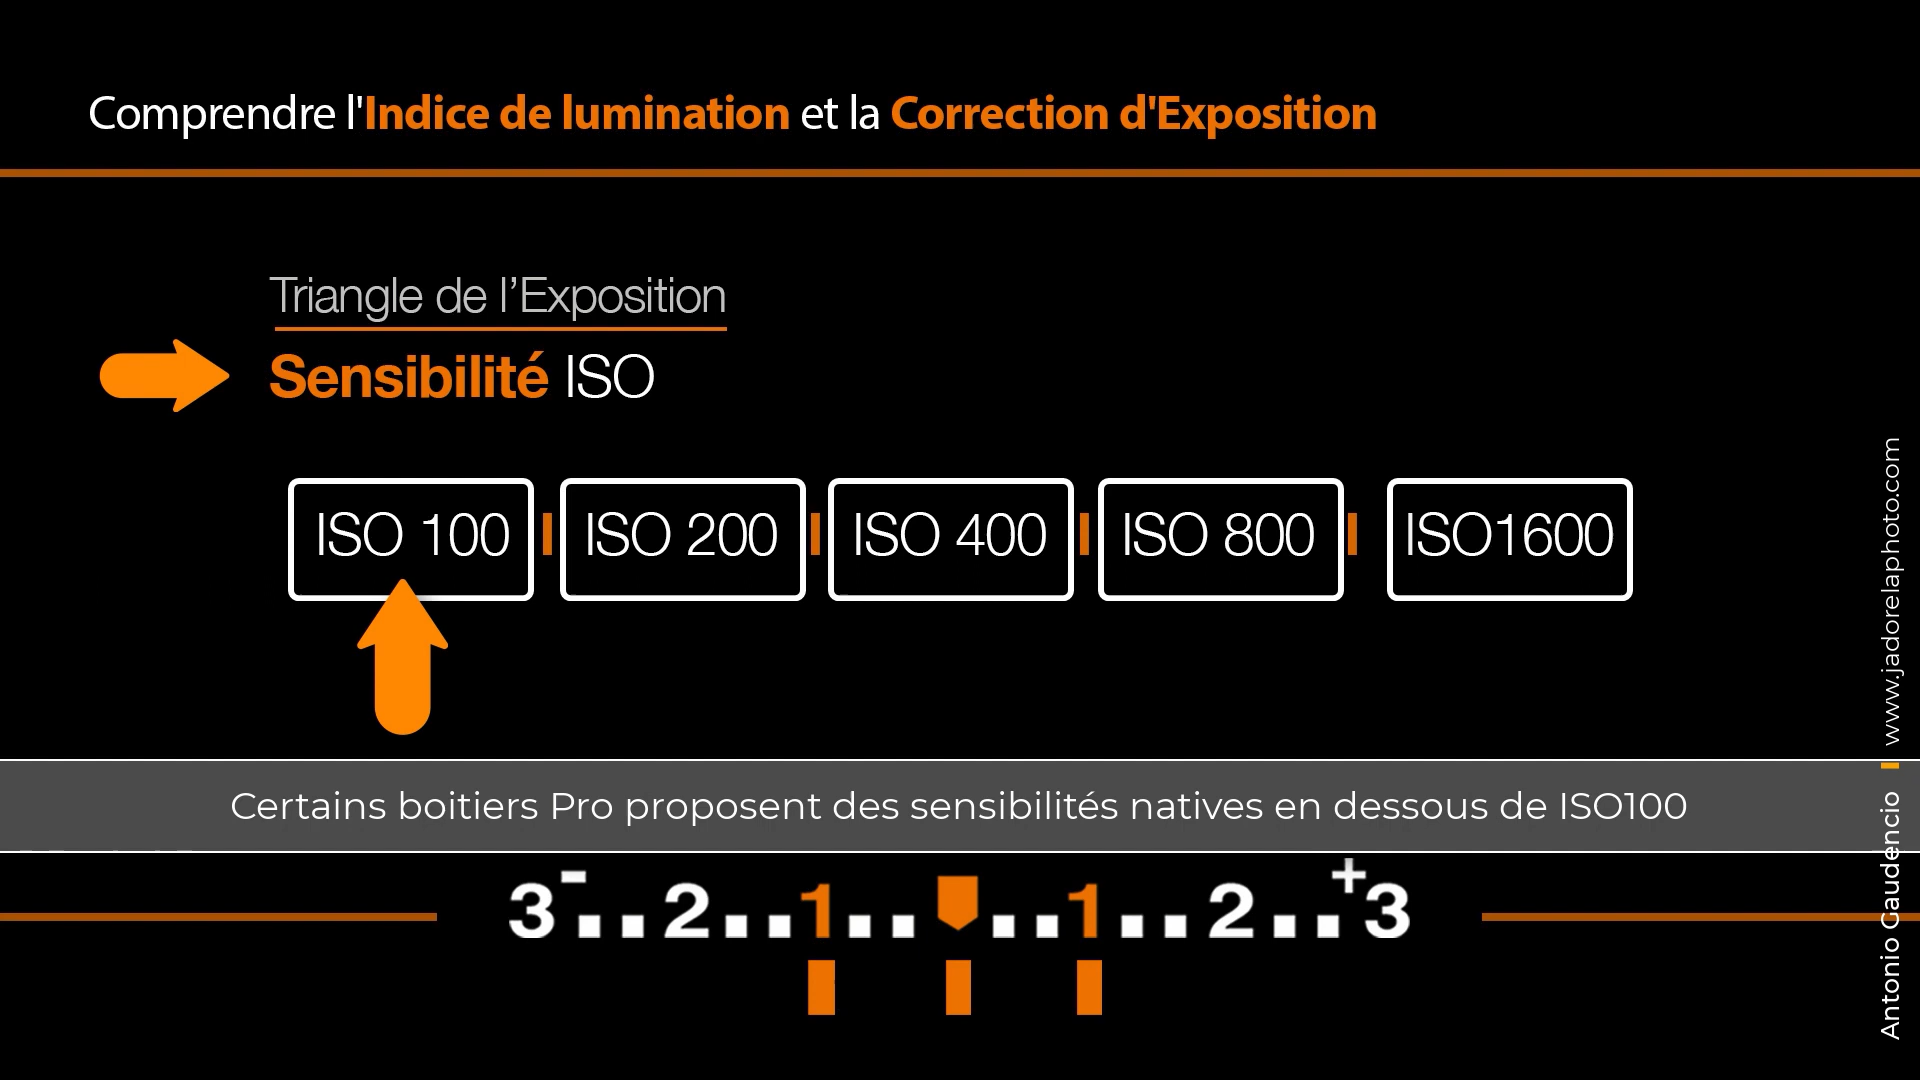 Comprendre l'Indice de lumination et la Correction d'Exposition
Triangle de l’Exposition
Sensibilité ISO
ISO 100
ISO 200
ISO 400
ISO 800
ISO1600
Certains boitiers Pro proposent des sensibilités natives en dessous de ISO100
3-..2..1.. ..1..2..+3
Antonio Gaudencio | www.jadorelaphoto.com